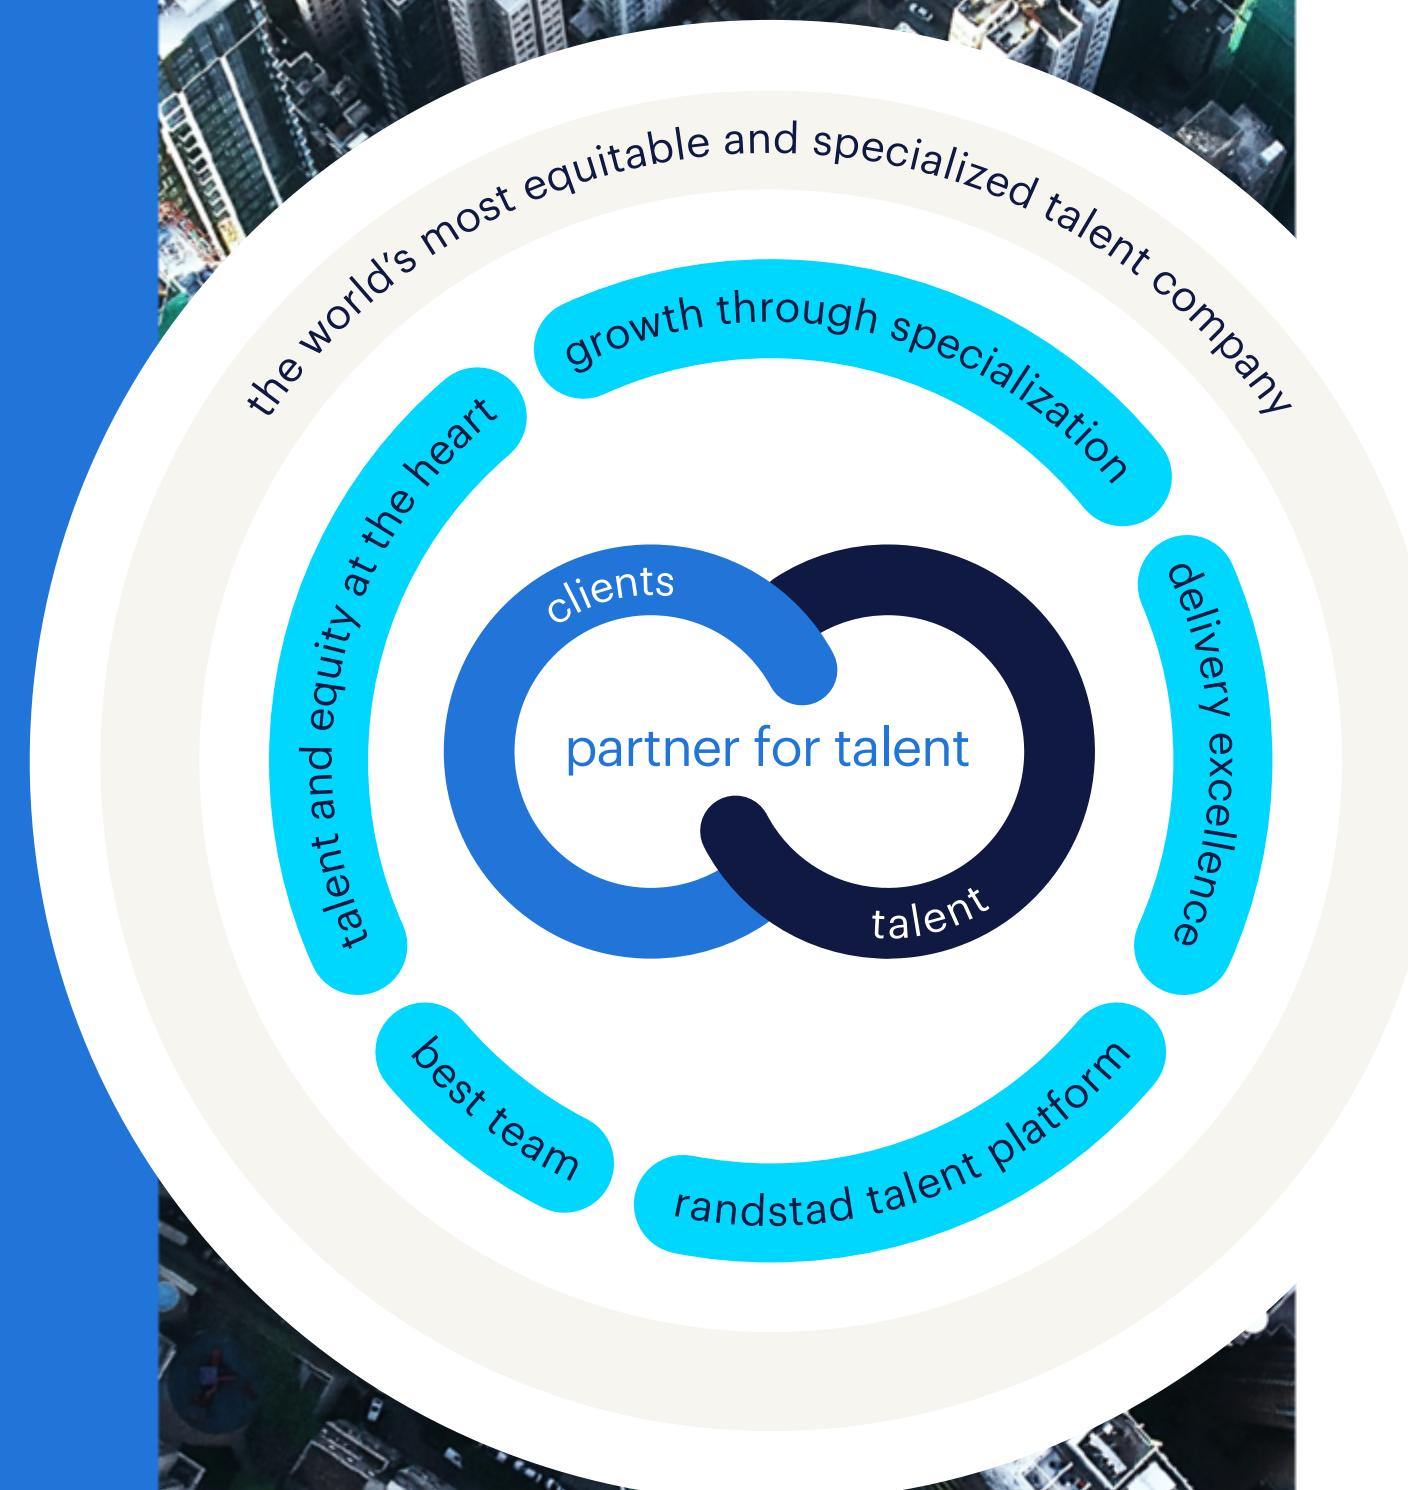 the world's most equitable and specialized talent company
growth through specialization
delivery excellence
randstad talent platform
best team
talent and equity at the heart
clients
partner for talent
talent